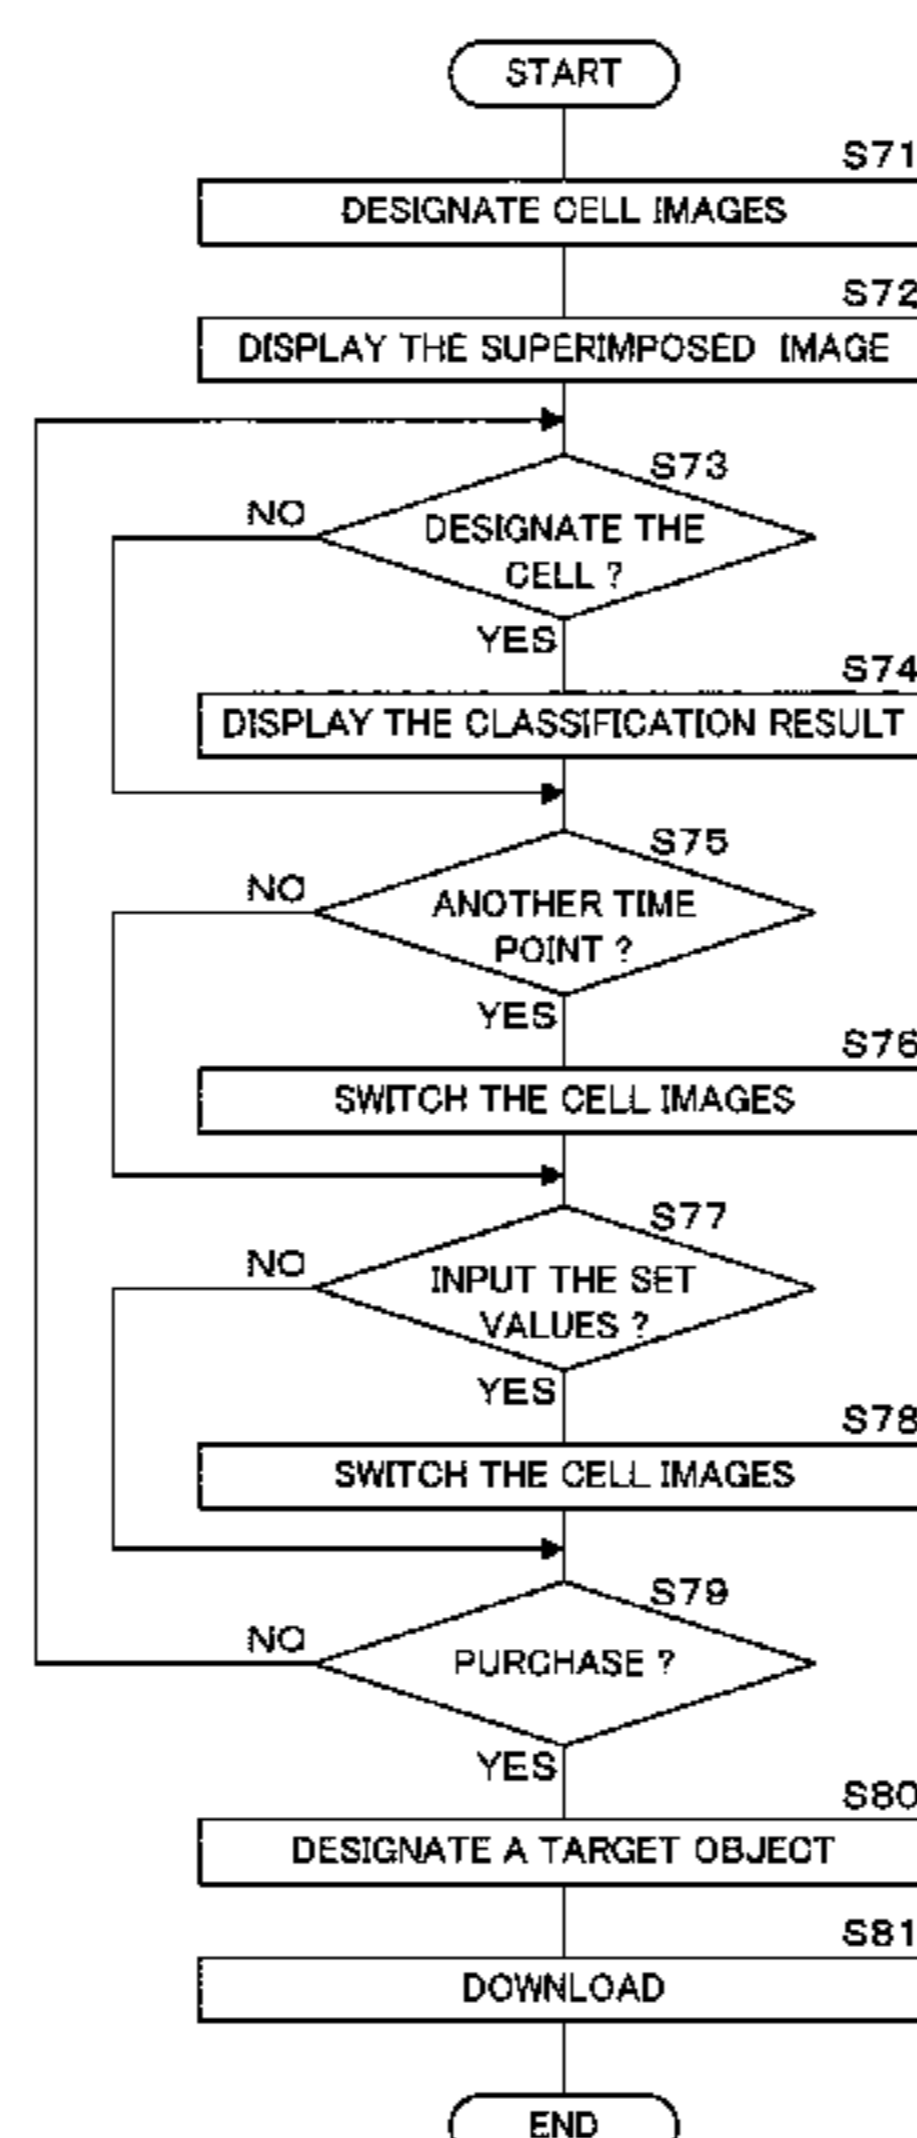 START
S71
DESIGNATE CELL IMAGES
S72
DISPLAY THE SUPERIMPOSED IMAGE
S73
NO
DESIGNATE THE
CELL ?
YES
S74
DISPLAY THE CLASSIFICATION RESULT
S75
NO
ANOTHER TIME
POINT ?
YES
S76
SWITCH THE CELL IMAGES
S77
NO
INPUT THE SET
VALUES ?
YES
S78
SWITCH THE CELL IMAGES
S79
NO
PURCHASE ?
YES
S80
DESIGNATE A TARGET OBJECT
S81
DOWNLOAD
END